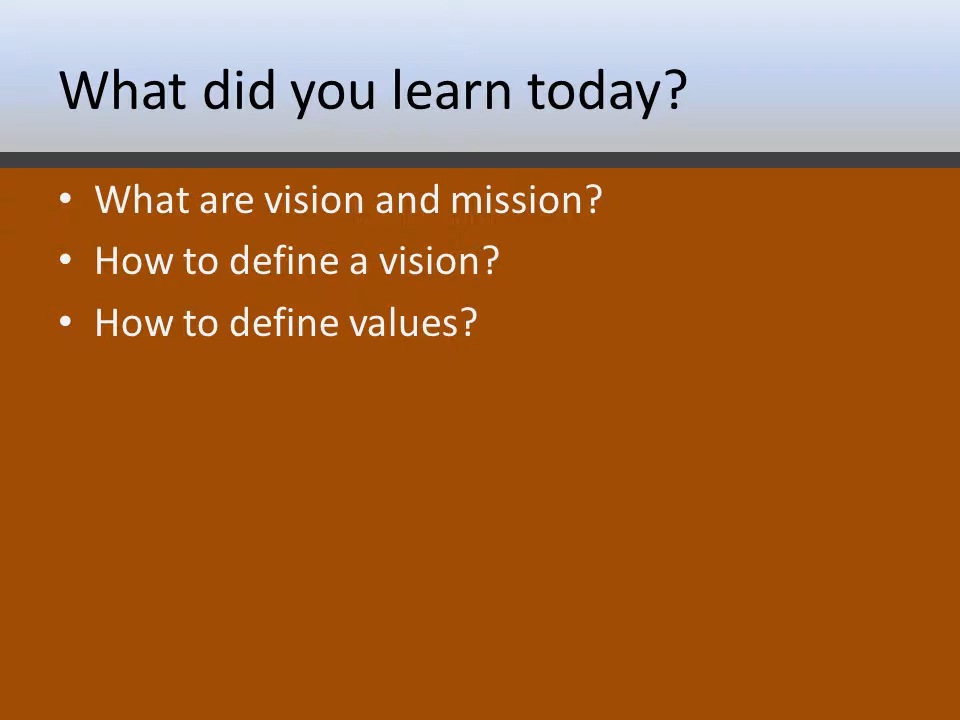 What did you learn today?
• What are vision and mission?
• How to define a vision?
• How to define values?